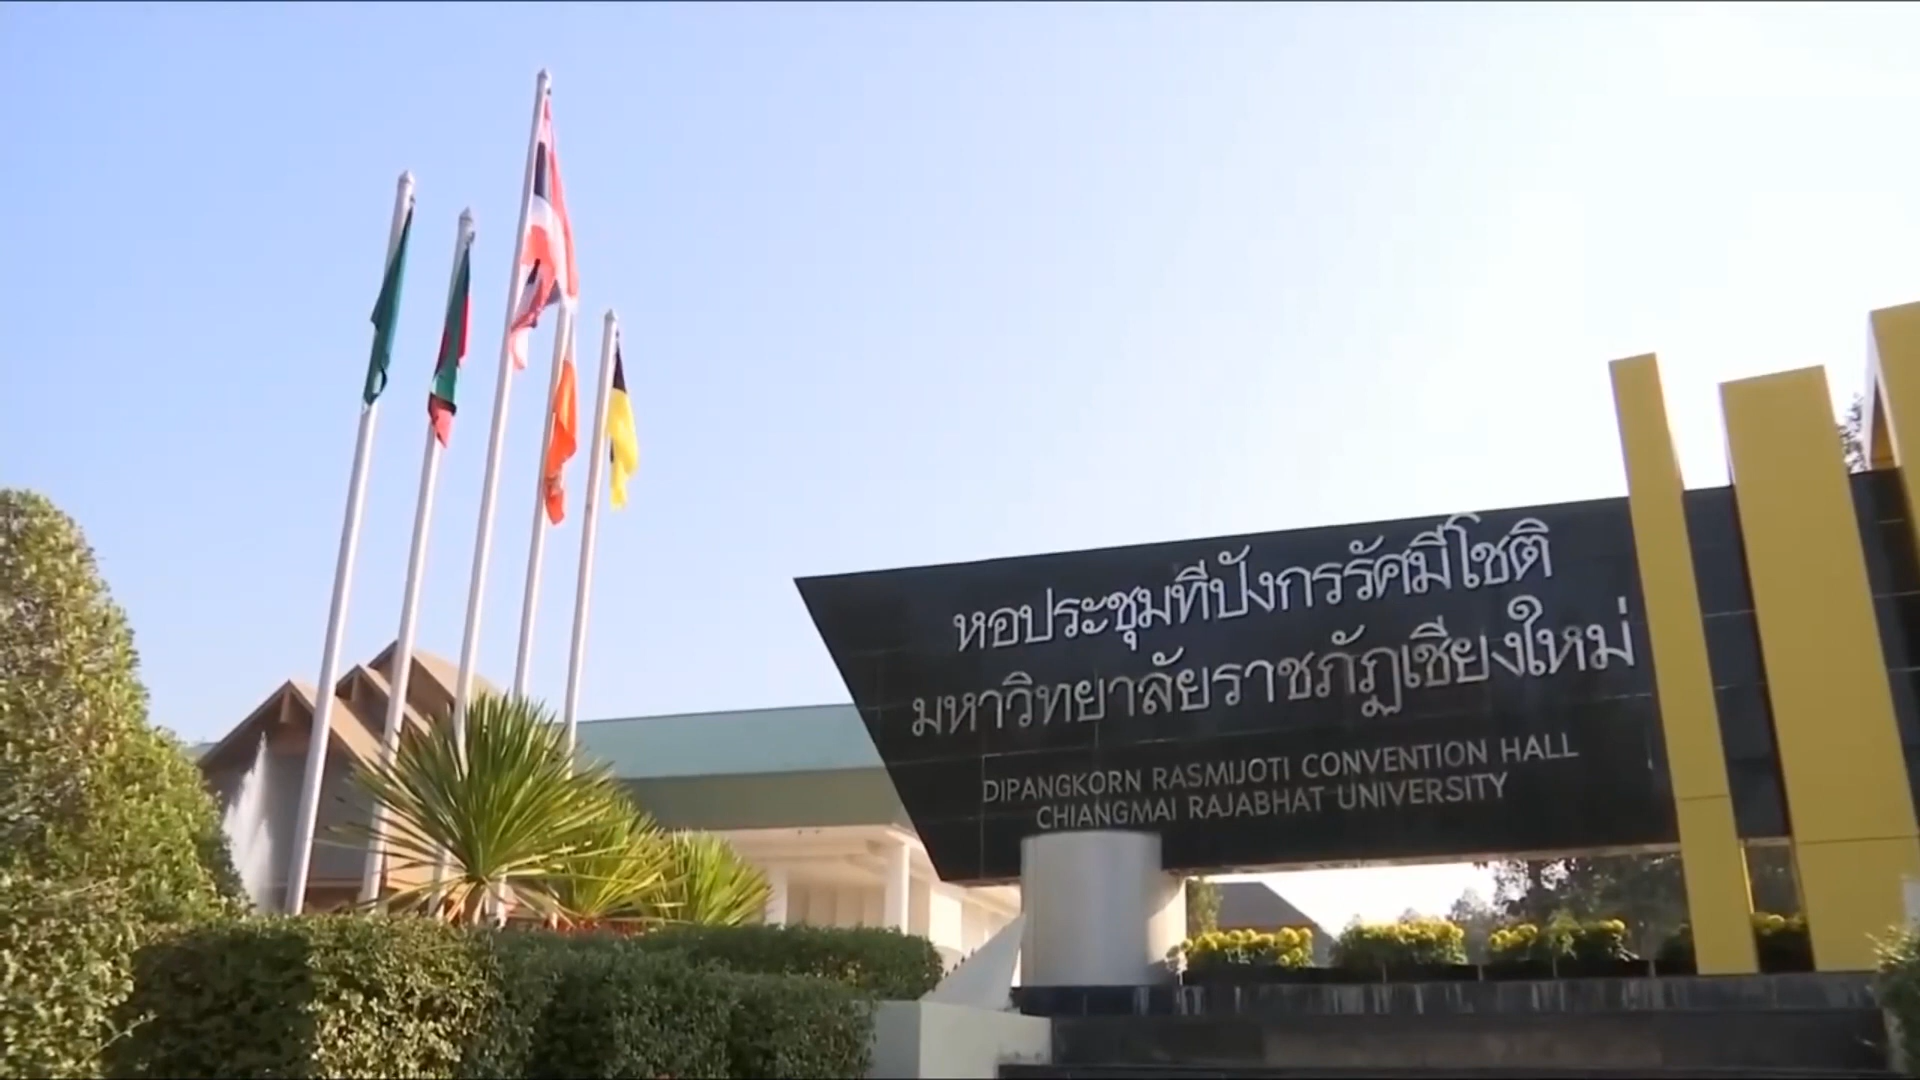 หอประชุมทีปังกรรัศมีโชติ
มหาวิทยาลัยราชภัฏเชียงใหม่
DIPANGKORN RASMIJOTI CONVENTION HALL
CHIANGMAI RAJABHAT UNIVERSITY